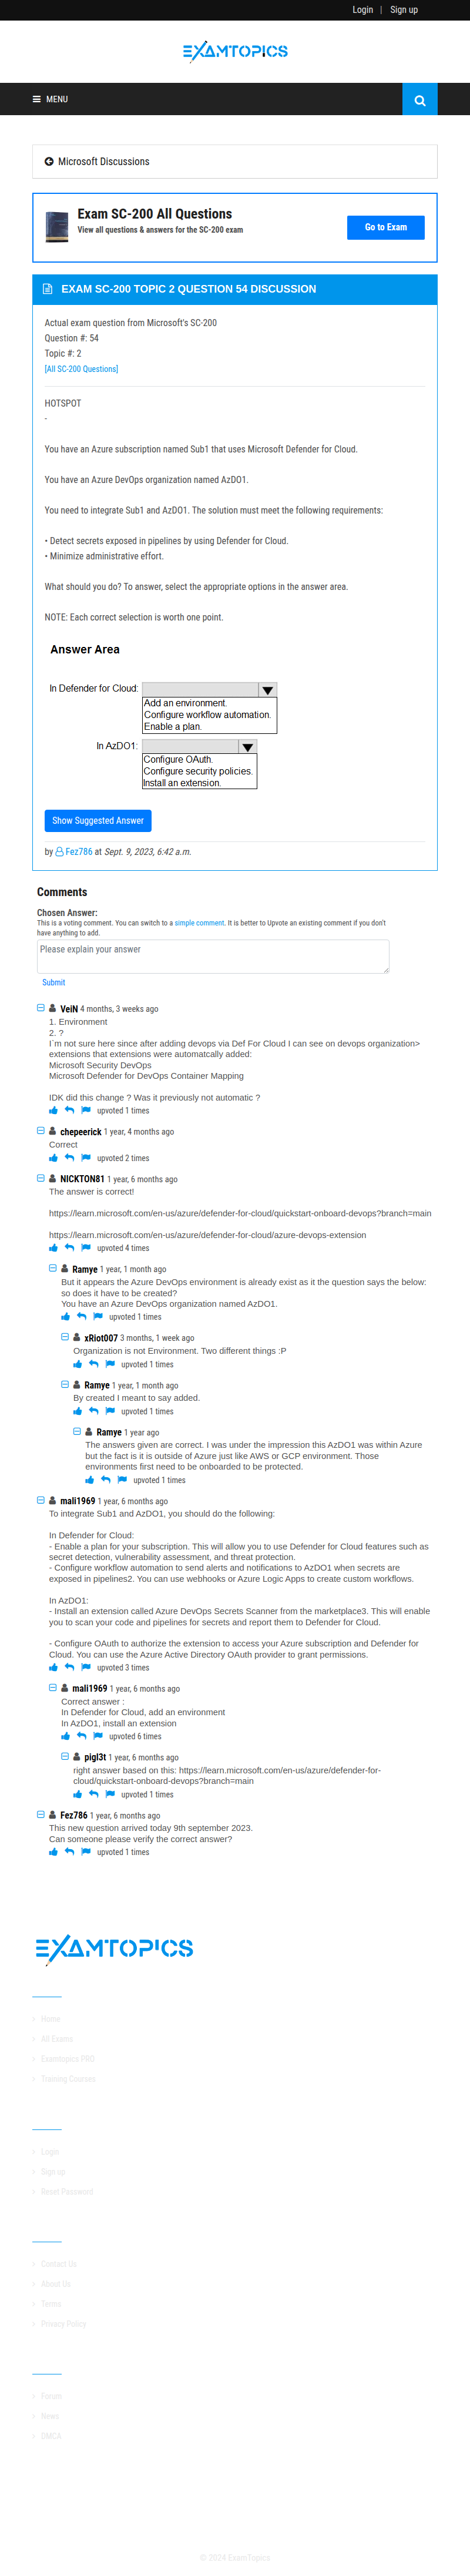 Login | Sign up
EXAMTOPICS
MENU
Microsoft Discussions
Exam SC-200 All Questions
View all questions & answers for the SC-200 exam
Go to Exam
EXAM SC-200 TOPIC 2 QUESTION 54 DISCUSSION
Actual exam question from Microsoft's SC-200
Question #: 54
Topic #: 2
[All SC-200 Questions]
HOTSPOT
-
You have an Azure subscription named Sub1 that uses Microsoft Defender for Cloud.
You have an Azure DevOps organization named AzDO1.
You need to integrate Sub1 and AzDO1. The solution must meet the following requirements:
• Detect secrets exposed in pipelines by using Defender for Cloud.
• Minimize administrative effort.
What should you do? To answer, select the appropriate options in the answer area.
NOTE: Each correct selection is worth one point.
Answer Area
In Defender for Cloud:
Add an environment.
Configure workflow automation.
Enable a plan.
In AzDO1:
Configure OAuth.
Configure security policies.
Install an extension.
Show Suggested Answer
by Fez786 at Sept. 9, 2023, 6:42 a.m.
Comments
Chosen Answer:
This is a voting comment. You can switch to a simple comment. It is better to Upvote an existing comment if you don't
have anything to add.
Please explain your answer
Submit
VeiN 4 months, 3 weeks ago
1. Environment
2. ?
I`m not sure here since after adding devops via Def For Cloud I can see on devops organization>
extensions that extensions were automatcally added:
Microsoft Security DevOps
Microsoft Defender for DevOps Container Mapping
IDK did this change ? Was it previously not automatic ?
upvoted 1 times
chepeerick 1 year, 4 months ago
Correct
upvoted 2 times
NICKTON81 1 year, 6 months ago
The answer is correct!
https://learn.microsoft.com/en-us/azure/defender-for-cloud/quickstart-onboard-devops?branch=main
https://learn.microsoft.com/en-us/azure/defender-for-cloud/azure-devops-extension
upvoted 4 times
Ramye 1 year, 1 month ago
But it appears the Azure DevOps environment is already exist as it the question says the below:
so does it have to be created?
You have an Azure DevOps organization named AzDO1.
upvoted 1 times
xRiot007 3 months, 1 week ago
Organization is not Environment. Two different things :P
upvoted 1 times
Ramye 1 year, 1 month ago
By created I meant to say added.
upvoted 1 times
Ramye 1 year ago
The answers given are correct. I was under the impression this AzDO1 was within Azure
but the fact is it is outside of Azure just like AWS or GCP environment. Those
environments first need to be onboarded to be protected.
upvoted 1 times
mali1969 1 year, 6 months ago
To integrate Sub1 and AzDO1, you should do the following:
In Defender for Cloud:
- Enable a plan for your subscription. This will allow you to use Defender for Cloud features such as
secret detection, vulnerability assessment, and threat protection.
- Configure workflow automation to send alerts and notifications to AzDO1 when secrets are
exposed in pipelines2. You can use webhooks or Azure Logic Apps to create custom workflows.
In AzDO1:
- Install an extension called Azure DevOps Secrets Scanner from the marketplace3. This will enable
you to scan your code and pipelines for secrets and report them to Defender for Cloud.
- Configure OAuth to authorize the extension to access your Azure subscription and Defender for
Cloud. You can use the Azure Active Directory OAuth provider to grant permissions.
upvoted 3 times
mali1969 1 year, 6 months ago
Correct answer :
In Defender for Cloud, add an environment
In AzDO1, install an extension
upvoted 6 times
pigl3t 1 year, 6 months ago
right answer based on this: https://learn.microsoft.com/en-us/azure/defender-for-
cloud/quickstart-onboard-devops?branch=main
upvoted 1 times
Fez786 1 year, 6 months ago
This new question arrived today 9th september 2023.
Can someone please verify the correct answer?
upvoted 1 times
EXAMTOPICS
Home
All Exams
Examtopics PRO
Training Courses
Login
Sign up
Reset Password
Contact Us
About Us
Terms
Privacy Policy
Forum
News
DMCA
© 2024 ExamTopics